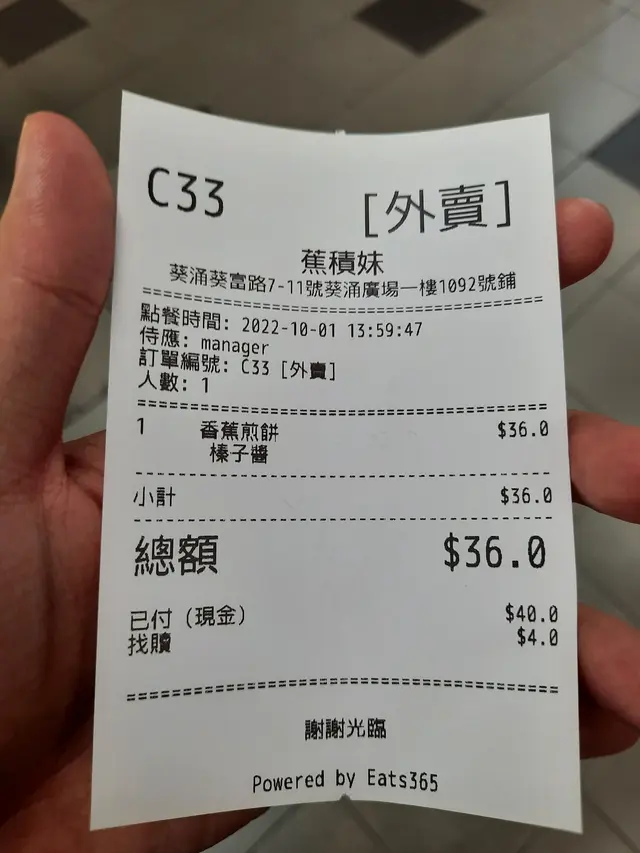 C33 [外賣]
蕉積妹
葵涌葵富路7-11號葵涌廣場一樓1092號鋪
點餐時間: 2022-10-01 13:59:47
侍應: manager
訂單編號: C33 [外賣]
人數: 1
1 香蕉煎餅 $36.0
榛子醬
小計 $36.0
總額 $36.0
已付 (現金) $40.0
找贖 $4.0
謝謝光臨
Powered by Eats365